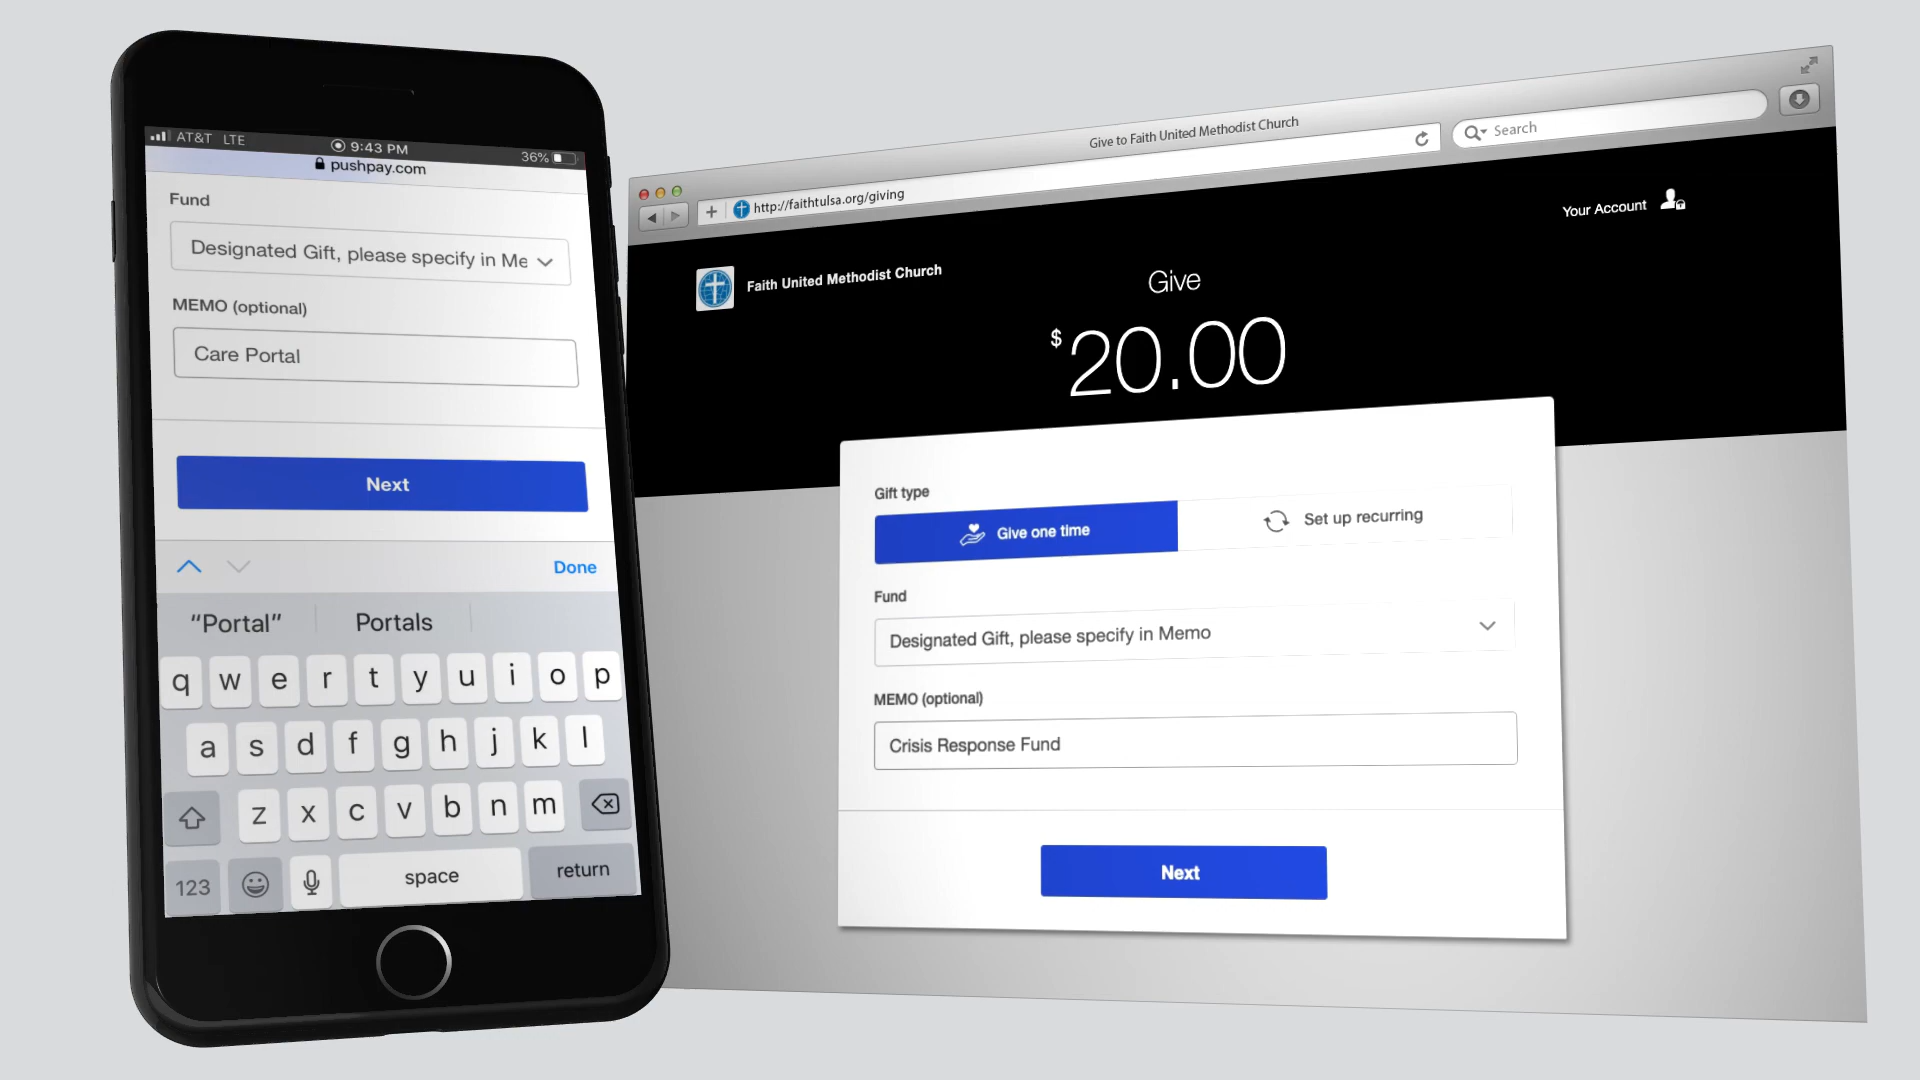 AT&T LTE
9:43 PM
36%
pushpay.com
Fund
Designated Gift, please specify in Me
MEMO (optional)
Care Portal
Next
Done
“Portal” Portals
q w e r t y u i o p
a s d f g h j k l
z x c v b n m
123 space return
Give to Faith United Methodist Church
http://faithtulsa.org/giving
Search
Your Account
Faith United Methodist Church
Give
$20.00
Gift type
Give one time
Set up recurring
Fund
Designated Gift, please specify in Memo
MEMO (optional)
Crisis Response Fund
Next